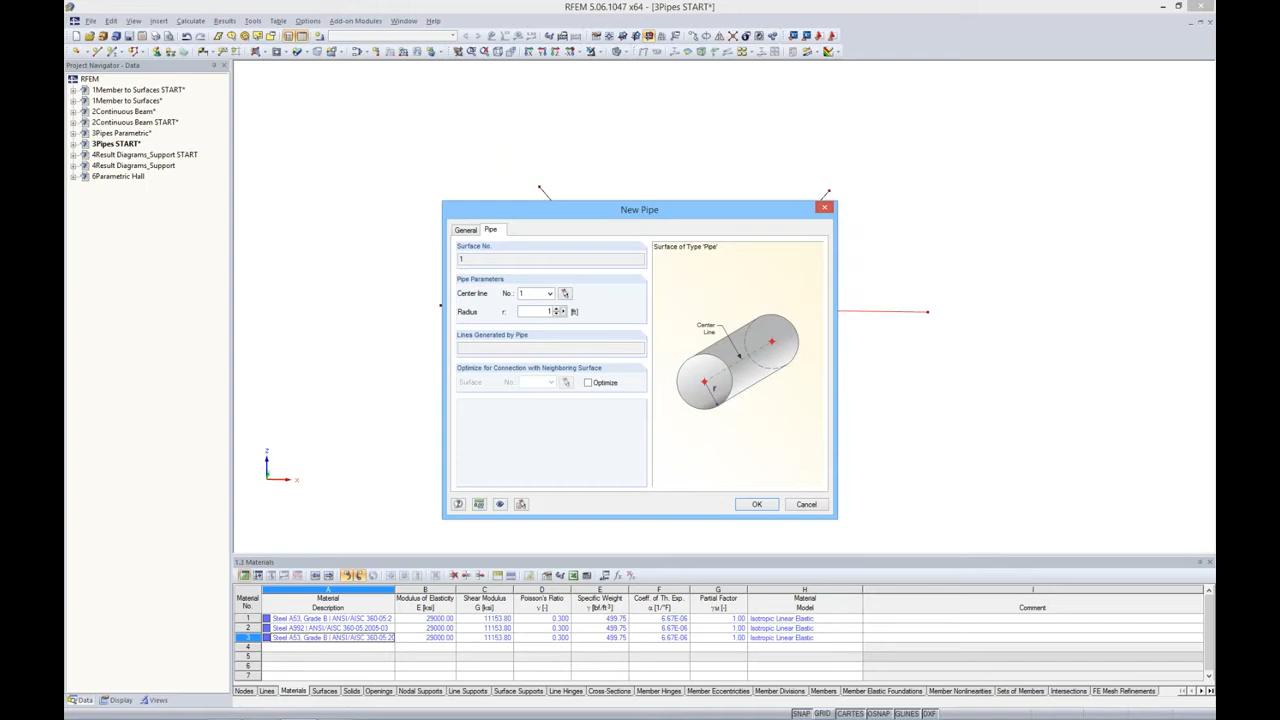 RFEM 5.06.1047 x64 - [3Pipes START*]
File Edit View Insert Calculate Results Tools Table Options Add-on Modules Window Help
Project Navigator - Data
RFEM
1Member to Surfaces START*
1Member to Surfaces*
2Continuous Beam*
2Continuous Beam START*
3Pipes Parametric*
3Pipes START*
4Result Diagrams_Support START
4Result Diagrams_Support
6Parametric Hall
New Pipe
General Pipe
Surface No.
1
Pipe Parameters
Center line No.: 1
Radius r: 1 [ft]
Lines Generated by Pipe
Optimize for Connection with Neighboring Surface
Surface No.: Optimize
Surface of Type 'Pipe'
Center
Line
r
OK Cancel
z
x
1.3 Materials
A B C D E F G H I
Material Material Modulus of Elasticity Shear Modulus Poisson's Ratio Specific Weight Coeff. of Th. Exp. Partial Factor Material
No. Description E [ksi] G [ksi] ν [-] γ [lbf/ft³] α [1/°F] γM [-] Model Comment
1 Steel A53, Grade B | ANSI/AISC 360-05:2 29000.00 11153.80 0.300 499.75 6.67E-06 1.00 Isotropic Linear Elastic
2 Steel A992 | ANSI/AISC 360-05:2005-03 29000.00 11153.80 0.300 499.75 6.67E-06 1.00 Isotropic Linear Elastic
3 Steel A53, Grade B | ANSI/AISC 360-05:20 29000.00 11153.80 0.300 499.75 6.67E-06 1.00 Isotropic Linear Elastic
4
5
6
7
Data Display Views
Nodes Lines Materials Surfaces Solids Openings Nodal Supports Line Supports Surface Supports Line Hinges Cross-Sections Member Hinges Member Eccentricities Member Divisions Members Member Elastic Foundations Member Nonlinearities Sets of Members Intersections FE Mesh Refinements
SNAP GRID CARTES OSNAP GLINES DXF